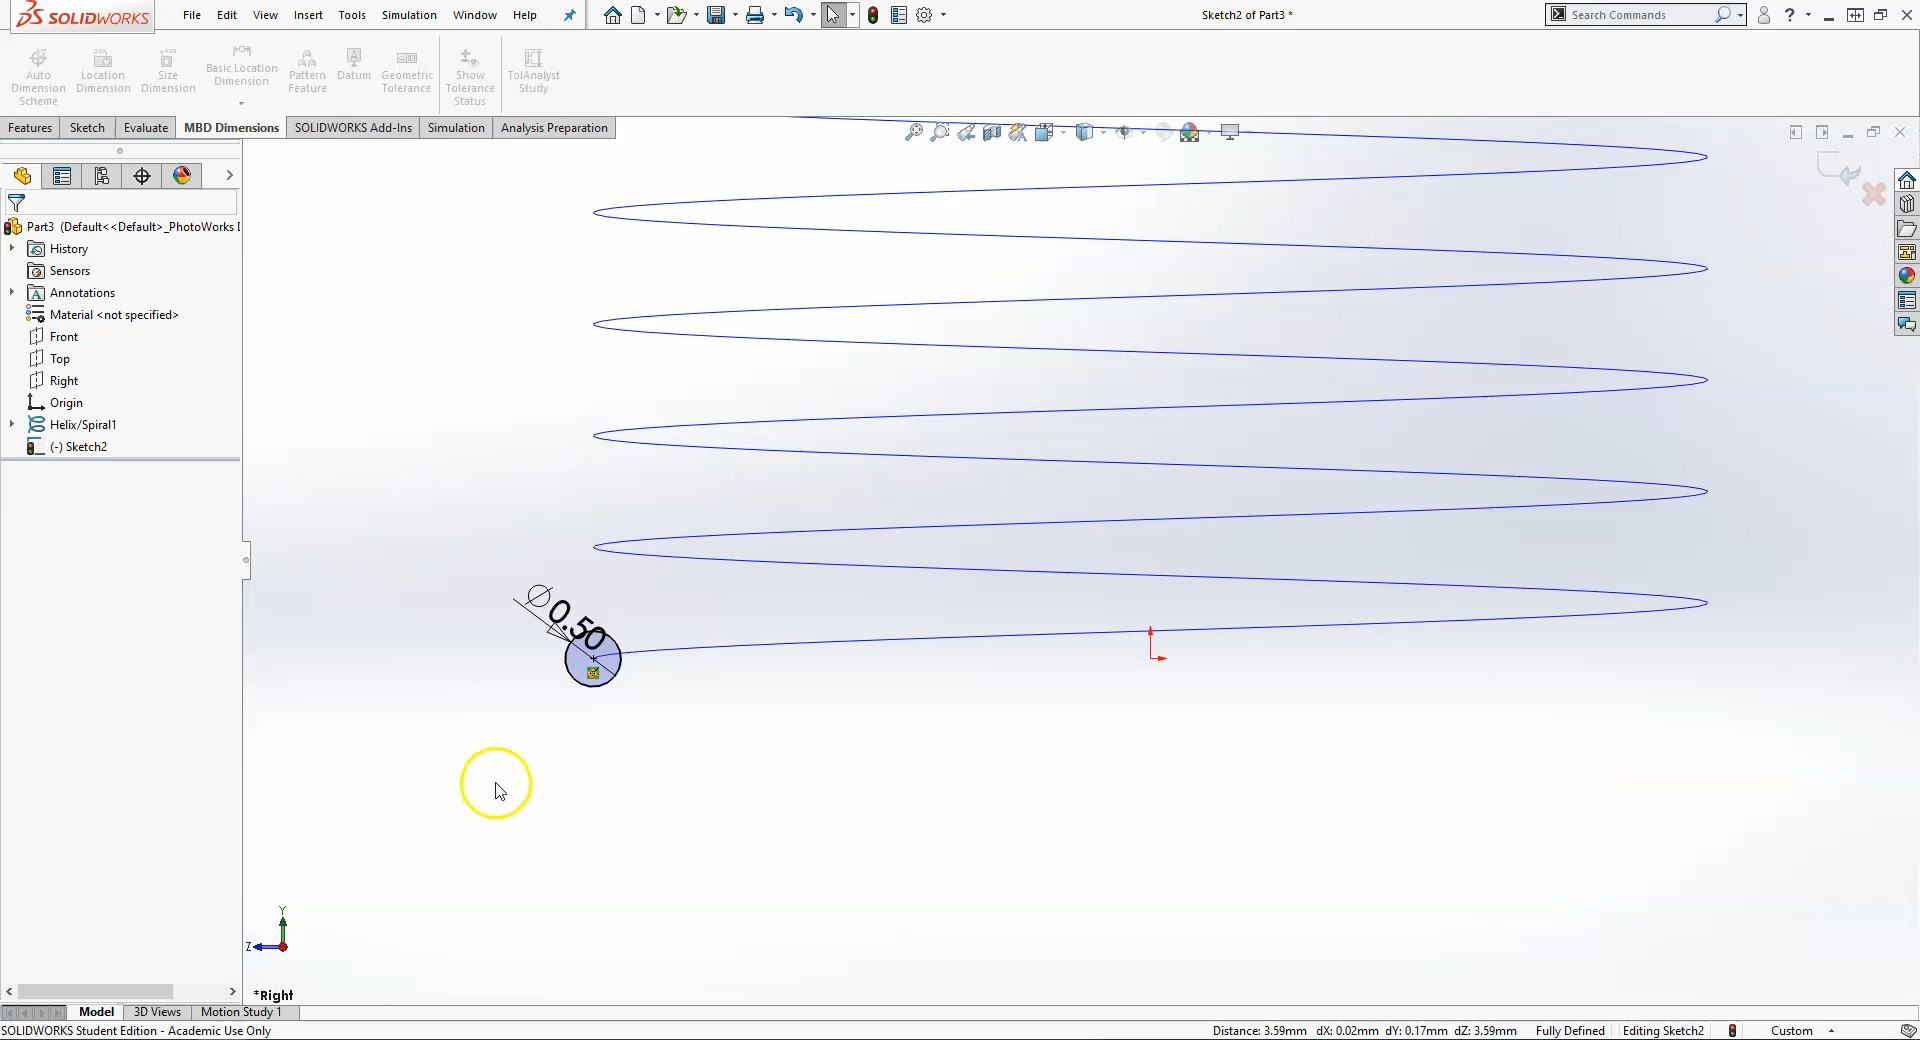 SOLIDWORKS File Edit View Insert Tools Simulation Window Help Sketch2 of Part3 * Search Commands ?
Auto Dimension Scheme
Location Dimension
Size Dimension
Basic Location Dimension
Pattern Feature
Datum
Geometric Tolerance
Show Tolerance Status
TolAnalyst Study
Features Sketch Evaluate MBD Dimensions SOLIDWORKS Add-Ins Simulation Analysis Preparation
Part3 (Default<<Default>_PhotoWorks
History
Sensors
A Annotations
Material <not specified>
Front
Top
Right
Origin
Helix/Spiral1
(-) Sketch2
∅0.50
Y
Z
*Right
Model 3D Views Motion Study 1
SOLIDWORKS Student Edition - Academic Use Only Distance: 3.59mm dX: 0.02mm dY: 0.17mm dZ: 3.59mm Fully Defined Editing Sketch2 Custom